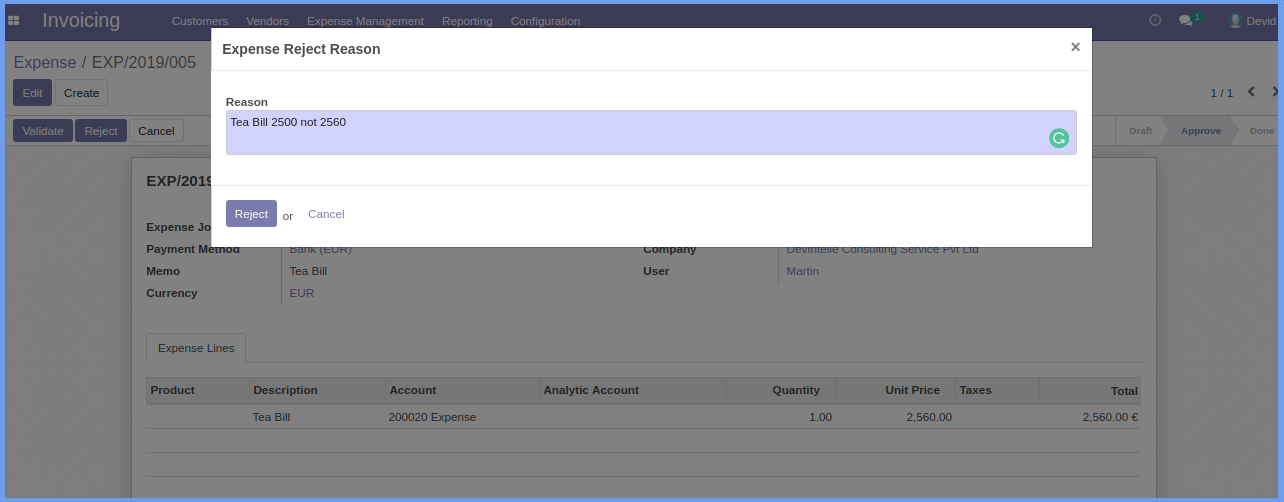 Invoicing Customers Vendors Expense Management Reporting Configuration 1 Devid
Expense / EXP/2019/005
Edit Create 1 / 1
Validate Reject Cancel Draft Approve Done
Expense Reject Reason ×
Reason
Tea Bill 2500 not 2560
Reject or Cancel
EXP/2019
Expense Jo
Payment Method Bank (EUR) Company DevIntelle Consulting Service Pvt Ltd
Memo Tea Bill User Martin
Currency EUR
Expense Lines
Product Description Account Analytic Account Quantity Unit Price Taxes Total
Tea Bill 200020 Expense 1.00 2,560.00 2,560.00 €